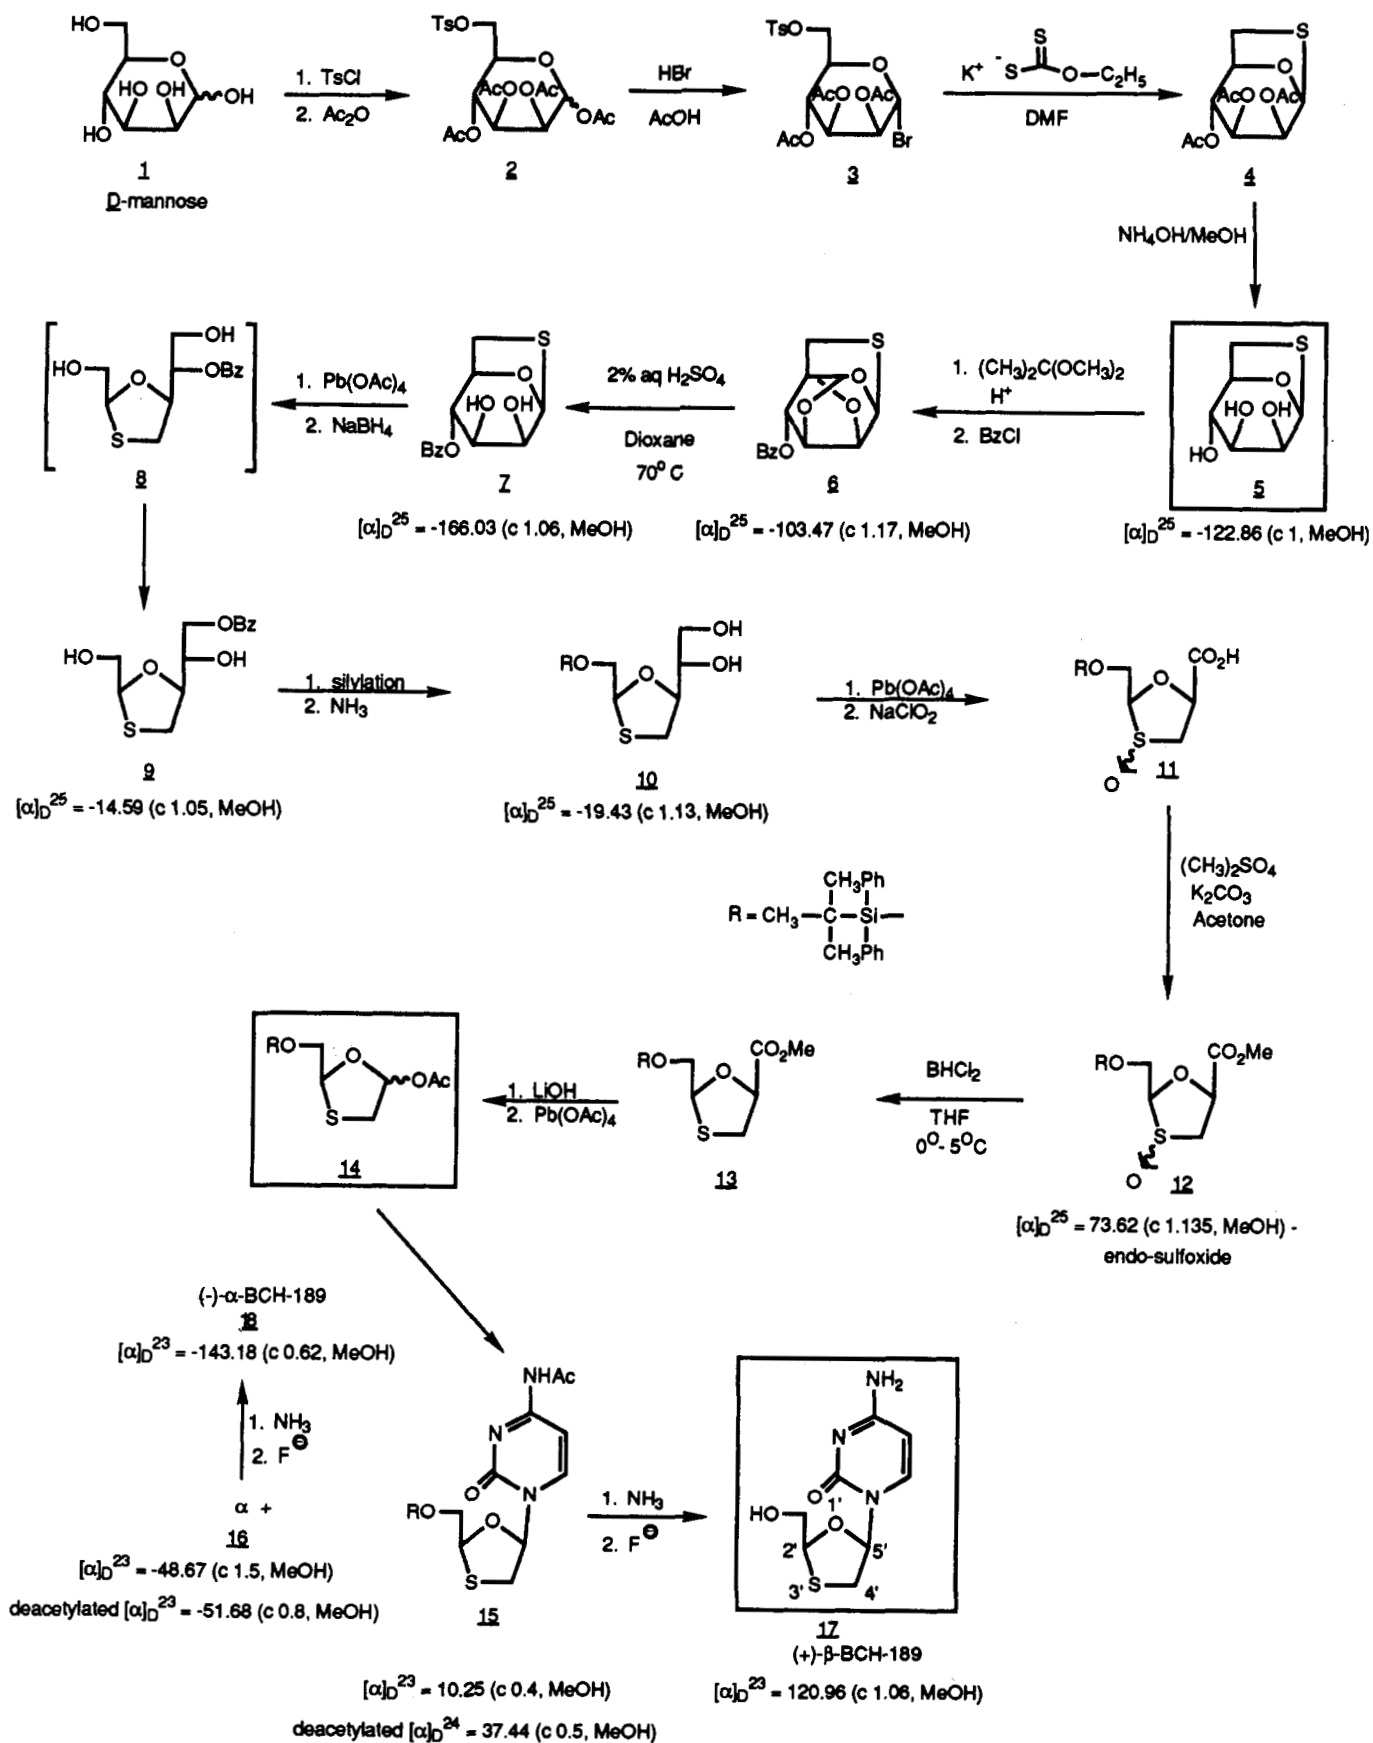 HO
HO OH
O
OH
HO
1
D-mannose
1. TsCl
2. Ac2O
TsO
O
AcO OAc
AcO
OAc
2
HBr
AcOH
TsO
O
AcO OAc
AcO
Br
3
K+ -S S O C2H5
DMF
S
O
AcO OAc
AcO
4
NH4OH/MeOH
S
O
HO OH
HO
5
[α]D25 = -122.86 (c 1, MeOH)
1. (CH3)2C(OCH3)2
H+
2. BzCl
S
O
O O
BzO
6
[α]D25 = -103.47 (c 1.17, MeOH)
2% aq H2SO4
Dioxane
70o C
S
O
HO OH
BzO
7
[α]D25 = -166.03 (c 1.06, MeOH)
1. Pb(OAc)4
2. NaBH4
OH
HO OBz
O
S
8
OBz
HO OH
O
S
9
[α]D25 = -14.59 (c 1.05, MeOH)
1. silylation
2. NH3
OH
RO OH
O
S
10
[α]D25 = -19.43 (c 1.13, MeOH)
1. Pb(OAc)4
2. NaClO2
CO2H
RO
O
S
O
11
(CH3)2SO4
K2CO3
Acetone
CH3Ph
R = CH3 C Si
CH3Ph
CO2Me
RO
O
S
O
12
[α]D25 = 73.62 (c 1.135, MeOH) -
endo-sulfoxide
BHCl2
THF
0o- 5oC
CO2Me
RO
O
S
13
1. LiOH
2. Pb(OAc)4
RO
O
OAc
S
14
(-)-α-BCH-189
18
[α]D23 = -143.18 (c 0.62, MeOH)
1. NH3
2. F⊖
α +
16
[α]D23 = -48.67 (c 1.5, MeOH)
deacetylated [α]D23 = -51.68 (c 0.8, MeOH)
NHAc
N
O N
RO
O
S
15
[α]D23 = 10.25 (c 0.4, MeOH)
deacetylated [α]D24 = 37.44 (c 0.5, MeOH)
1. NH3
2. F⊖
NH2
N
O N
HO 1'
O
2' 5'
S
3' 4'
17
(+)-β-BCH-189
[α]D23 = 120.96 (c 1.06, MeOH)